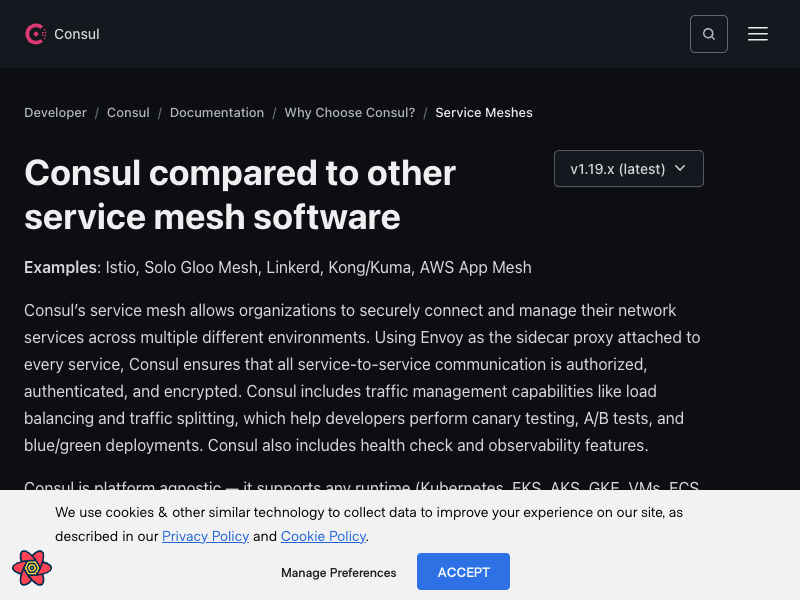 Consul
Developer / Consul / Documentation / Why Choose Consul? / Service Meshes
Consul compared to other
service mesh software
v1.19.x (latest)
Examples: Istio, Solo Gloo Mesh, Linkerd, Kong/Kuma, AWS App Mesh
Consul’s service mesh allows organizations to securely connect and manage their network
services across multiple different environments. Using Envoy as the sidecar proxy attached to
every service, Consul ensures that all service-to-service communication is authorized,
authenticated, and encrypted. Consul includes traffic management capabilities like load
balancing and traffic splitting, which help developers perform canary testing, A/B tests, and
blue/green deployments. Consul also includes health check and observability features.
Consul is platform agnostic — it supports any runtime (Kubernetes, EKS, AKS, GKE, VMs, ECS,
We use cookies & other similar technology to collect data to improve your experience on our site, as
described in our Privacy Policy and Cookie Policy.
Manage Preferences
ACCEPT